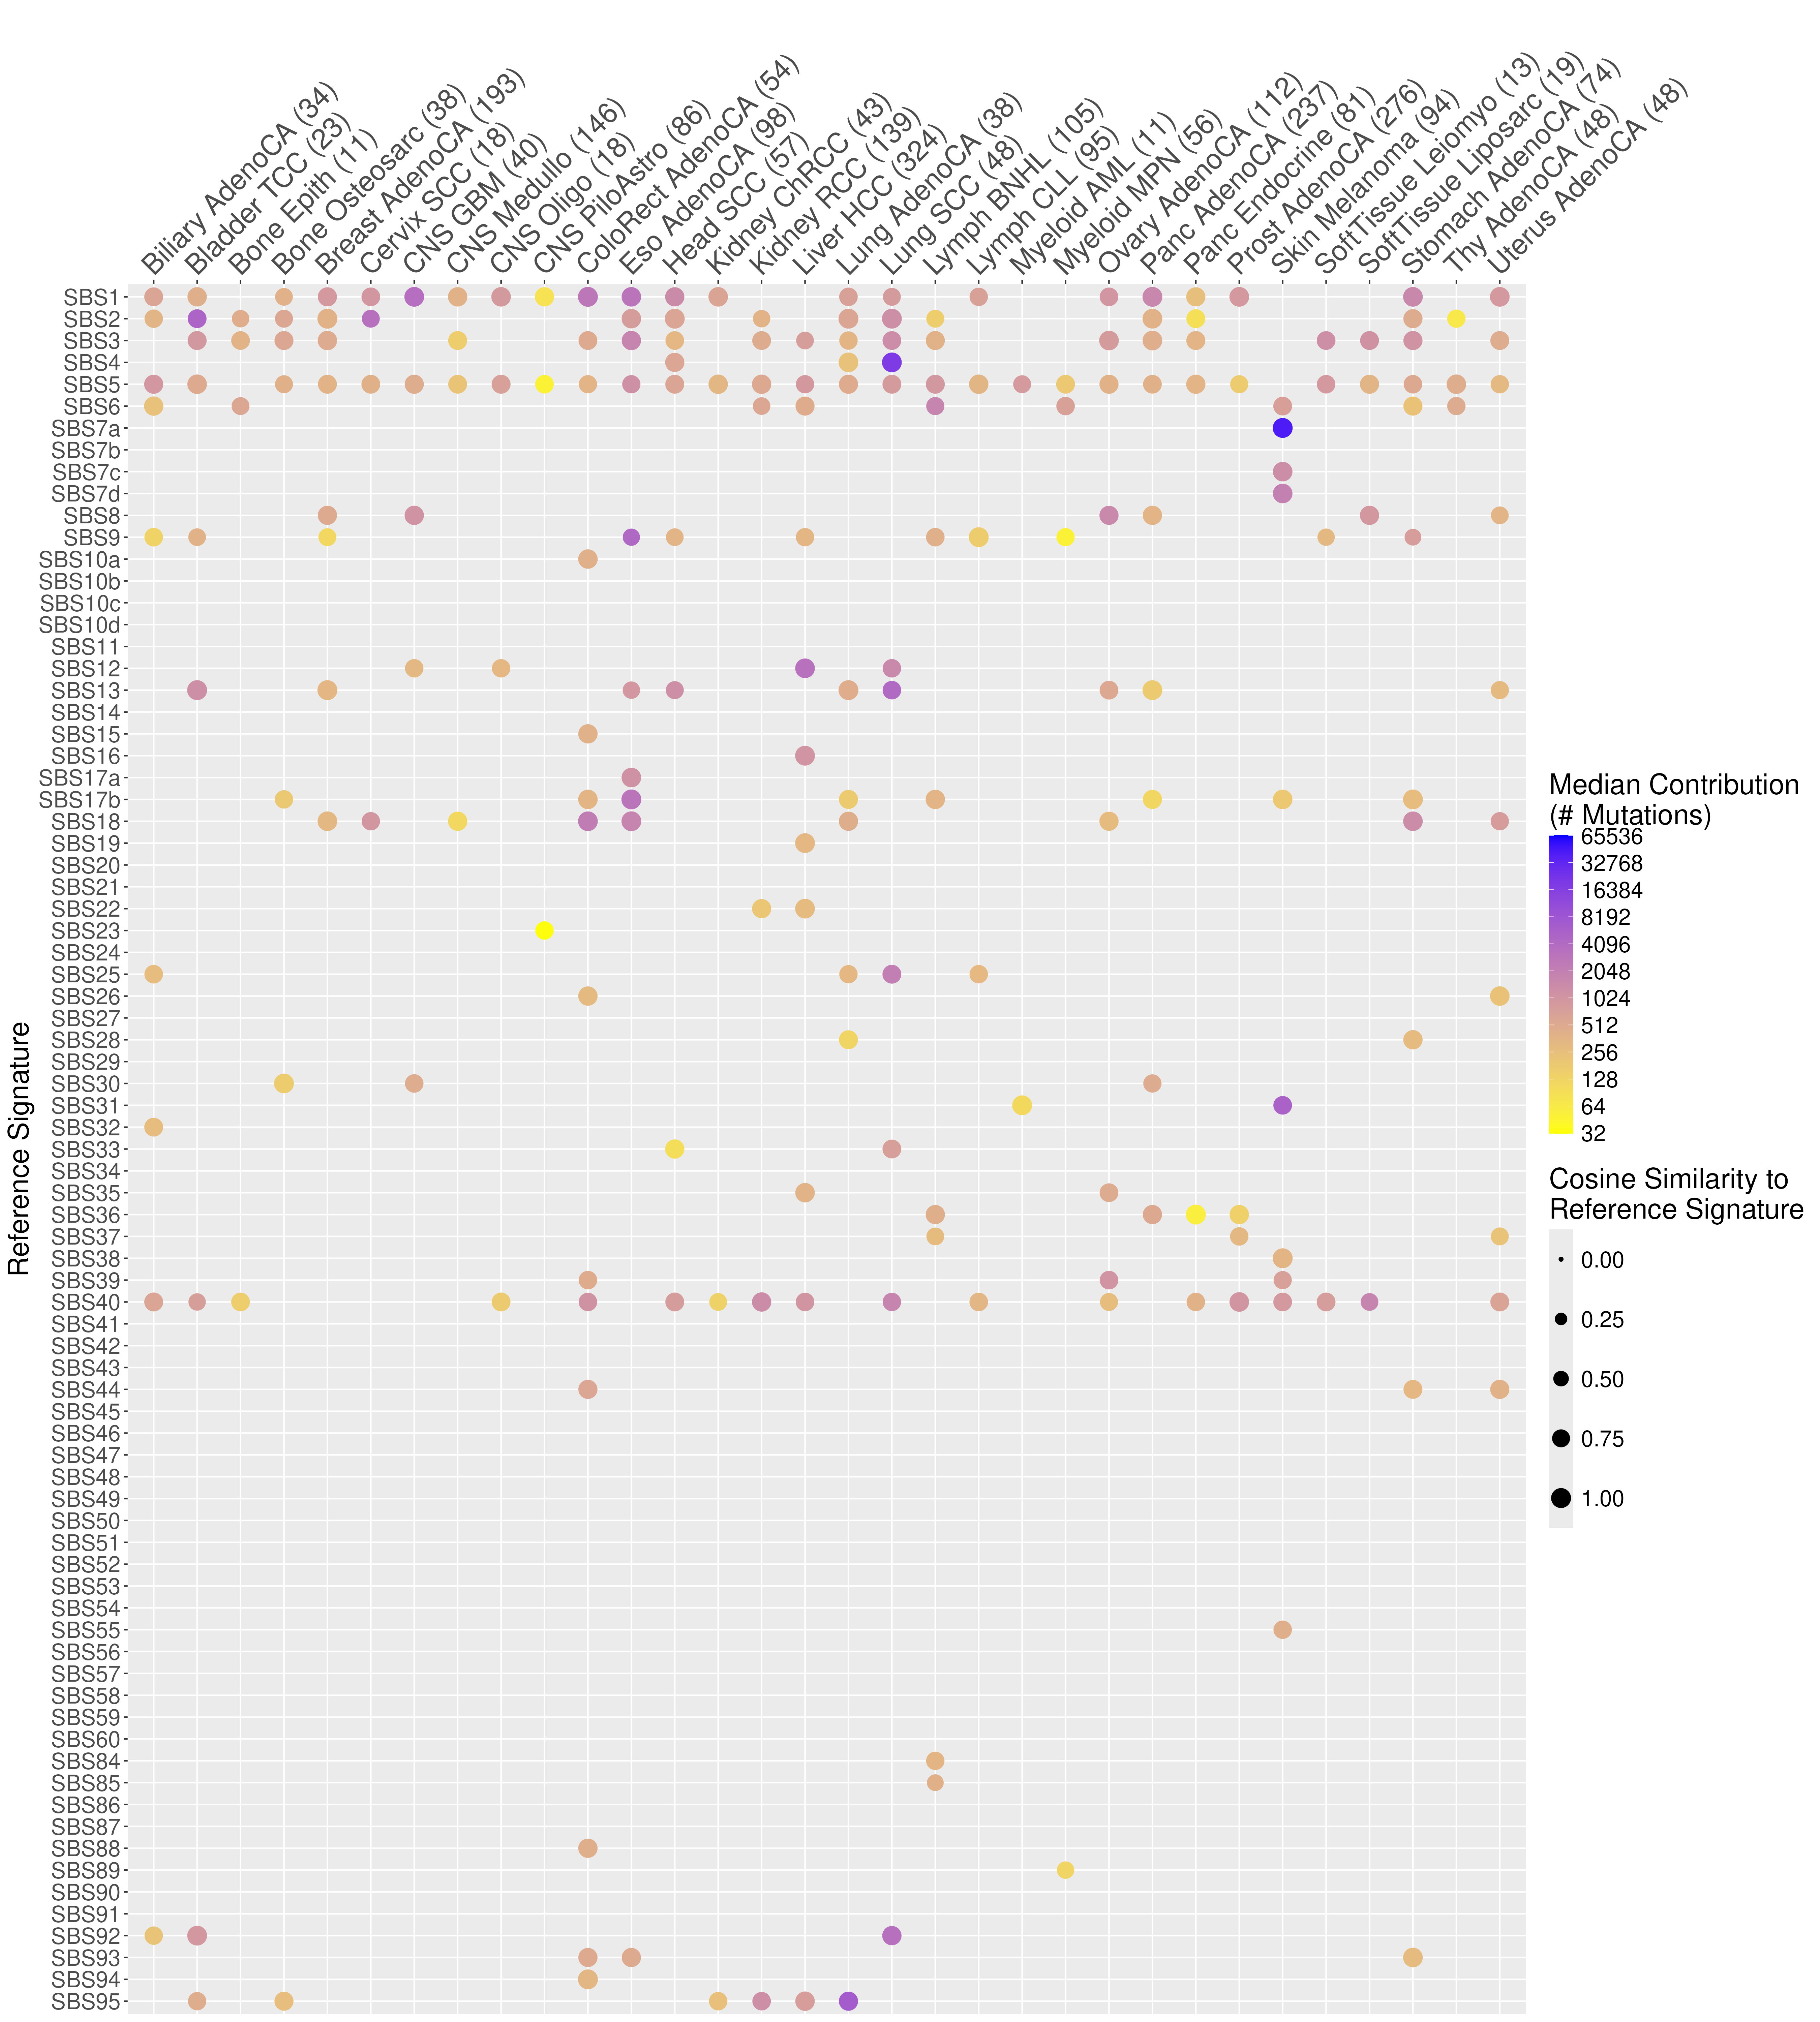 Biliary AdenoCA (34)
Bladder TCC (23)
Bone Epith (11)
Bone Osteosarc (38)
Breast AdenoCA (193)
Cervix SCC (18)
CNS GBM (40)
CNS Medullo (146)
CNS Oligo (18)
CNS PiloAstro (86)
ColoRect AdenoCA (54)
Eso AdenoCA (98)
Head SCC (57)
Kidney ChRCC (43)
Kidney RCC (139)
Liver HCC (324)
Lung AdenoCA (38)
Lung SCC (48)
Lymph BNHL (105)
Lymph CLL (95)
Myeloid AML (11)
Myeloid MPN (56)
Ovary AdenoCA (112)
Panc AdenoCA (237)
Panc Endocrine (81)
Prost AdenoCA (276)
Skin Melanoma (94)
SoftTissue Leiomyo (13)
SoftTissue Liposarc (19)
Stomach AdenoCA (74)
Thy AdenoCA (48)
Uterus AdenoCA (48)
Reference Signature
SBS1
SBS2
SBS3
SBS4
SBS5
SBS6
SBS7a
SBS7b
SBS7c
SBS7d
SBS8
SBS9
SBS10a
SBS10b
SBS10c
SBS10d
SBS11
SBS12
SBS13
SBS14
SBS15
SBS16
SBS17a
SBS17b
SBS18
SBS19
SBS20
SBS21
SBS22
SBS23
SBS24
SBS25
SBS26
SBS27
SBS28
SBS29
SBS30
SBS31
SBS32
SBS33
SBS34
SBS35
SBS36
SBS37
SBS38
SBS39
SBS40
SBS41
SBS42
SBS43
SBS44
SBS45
SBS46
SBS47
SBS48
SBS49
SBS50
SBS51
SBS52
SBS53
SBS54
SBS55
SBS56
SBS57
SBS58
SBS59
SBS60
SBS84
SBS85
SBS86
SBS87
SBS88
SBS89
SBS90
SBS91
SBS92
SBS93
SBS94
SBS95
Median Contribution
(# Mutations)
65536
32768
16384
8192
4096
2048
1024
512
256
128
64
32
Cosine Similarity to
Reference Signature
0.00
0.25
0.50
0.75
1.00